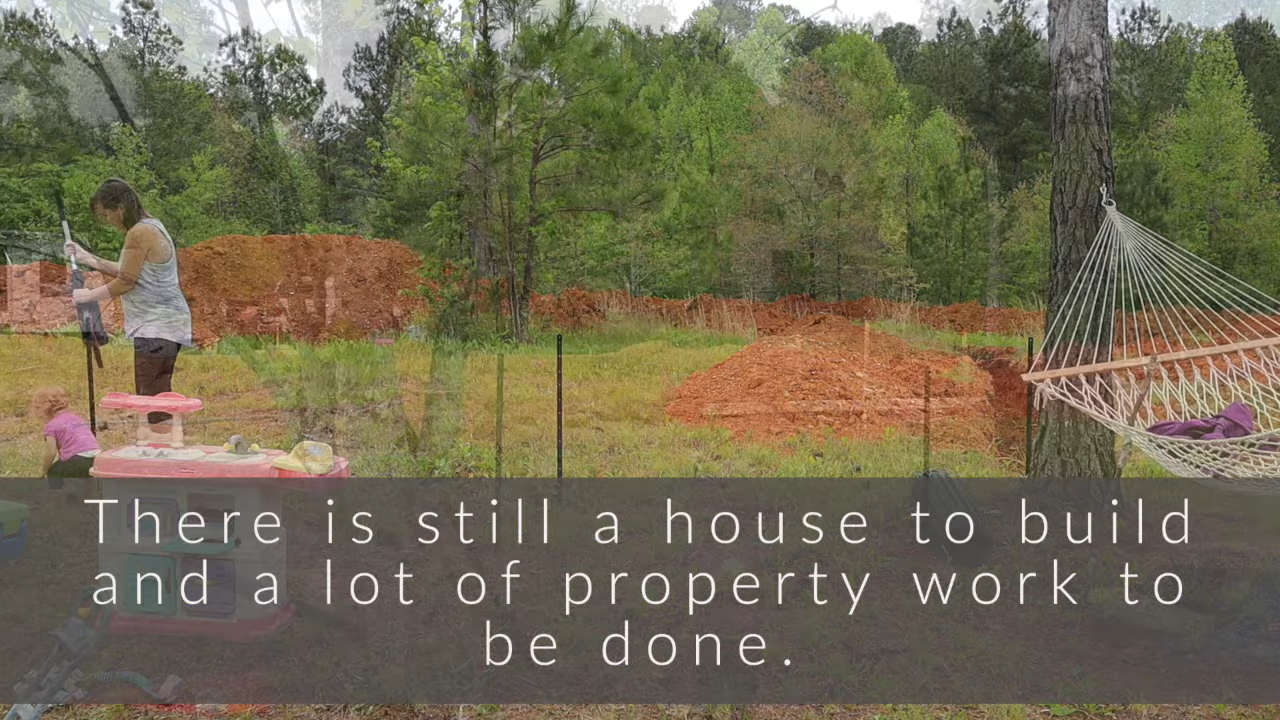 There is still a house to build
and a lot of property work to
be done.